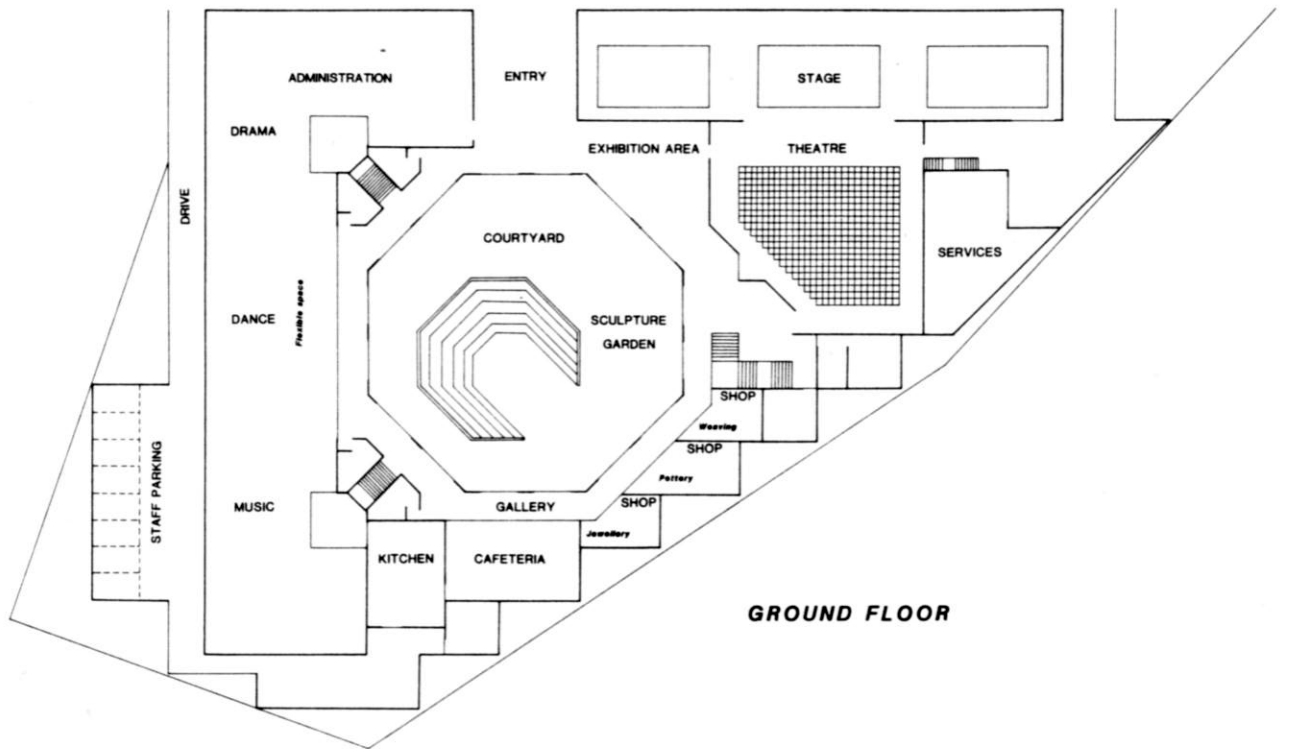 ADMINISTRATION
ENTRY
STAGE
DRAMA
EXHIBITION AREA
THEATRE
DRIVE
COURTYARD
SERVICES
Flexible space
DANCE
SCULPTURE
GARDEN
SHOP
Weaving
SHOP
Pottery
STAFF PARKING
MUSIC
GALLERY
SHOP
Jewellery
KITCHEN
CAFETERIA
GROUND FLOOR